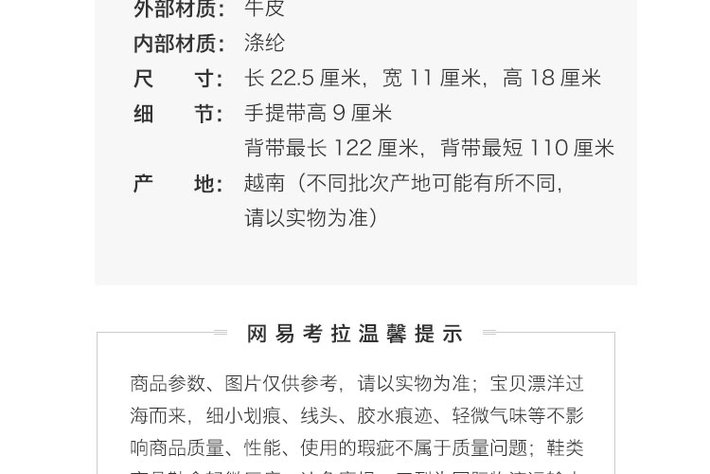 外部材质：牛皮
内部材质：涤纶
尺 寸：长 22.5 厘米，宽 11 厘米，高 18 厘米
细 节：手提带高 9 厘米
背带最长 122 厘米，背带最短 110 厘米
产 地：越南（不同批次产地可能有所不同，
请以实物为准）
网易考拉温馨提示
商品参数、图片仅供参考，请以实物为准；宝贝漂洋过
海而来，细小划痕、线头、胶水痕迹、轻微气味等不影
响商品质量、性能、使用的瑕疵不属于质量问题；鞋类